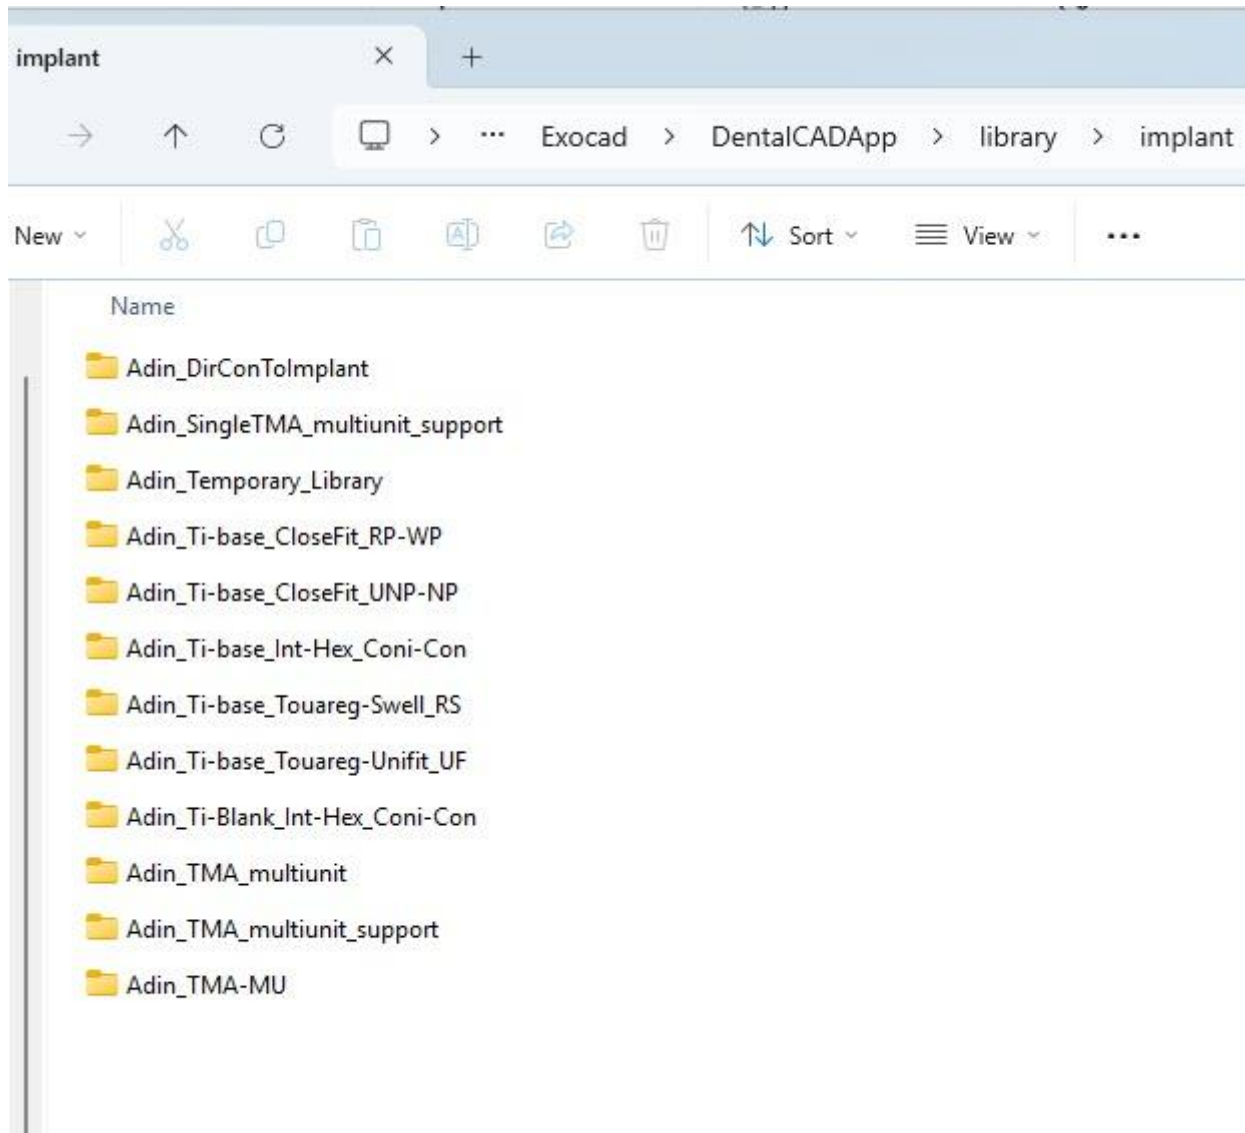 implant
Exocad > DentalCADApp > library > implant
New Sort View
Name
Adin_DirConToImplant
Adin_SingleTMA_multiunit_support
Adin_Temporary_Library
Adin_Ti-base_CloseFit_RP-WP
Adin_Ti-base_CloseFit_UNP-NP
Adin_Ti-base_Int-Hex_Coni-Con
Adin_Ti-base_Touareg-Swell_RS
Adin_Ti-base_Touareg-Unifit_UF
Adin_Ti-Blank_Int-Hex_Coni-Con
Adin_TMA_multiunit
Adin_TMA_multiunit_support
Adin_TMA-MU